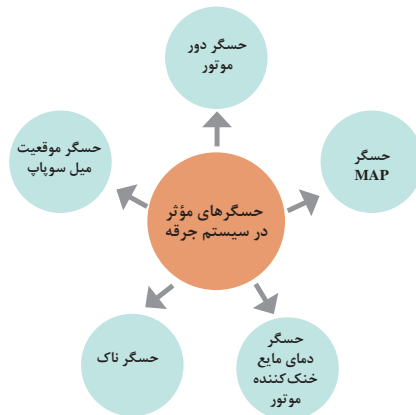 حسگر دور
موتور
حسگر
MAP
حسگر موقعیت
میل سوپاپ
حسگرهای مؤثر
در سیستم جرقه
حسگر ناک
حسگر
دمای مایع
خنک‌کننده
موتور